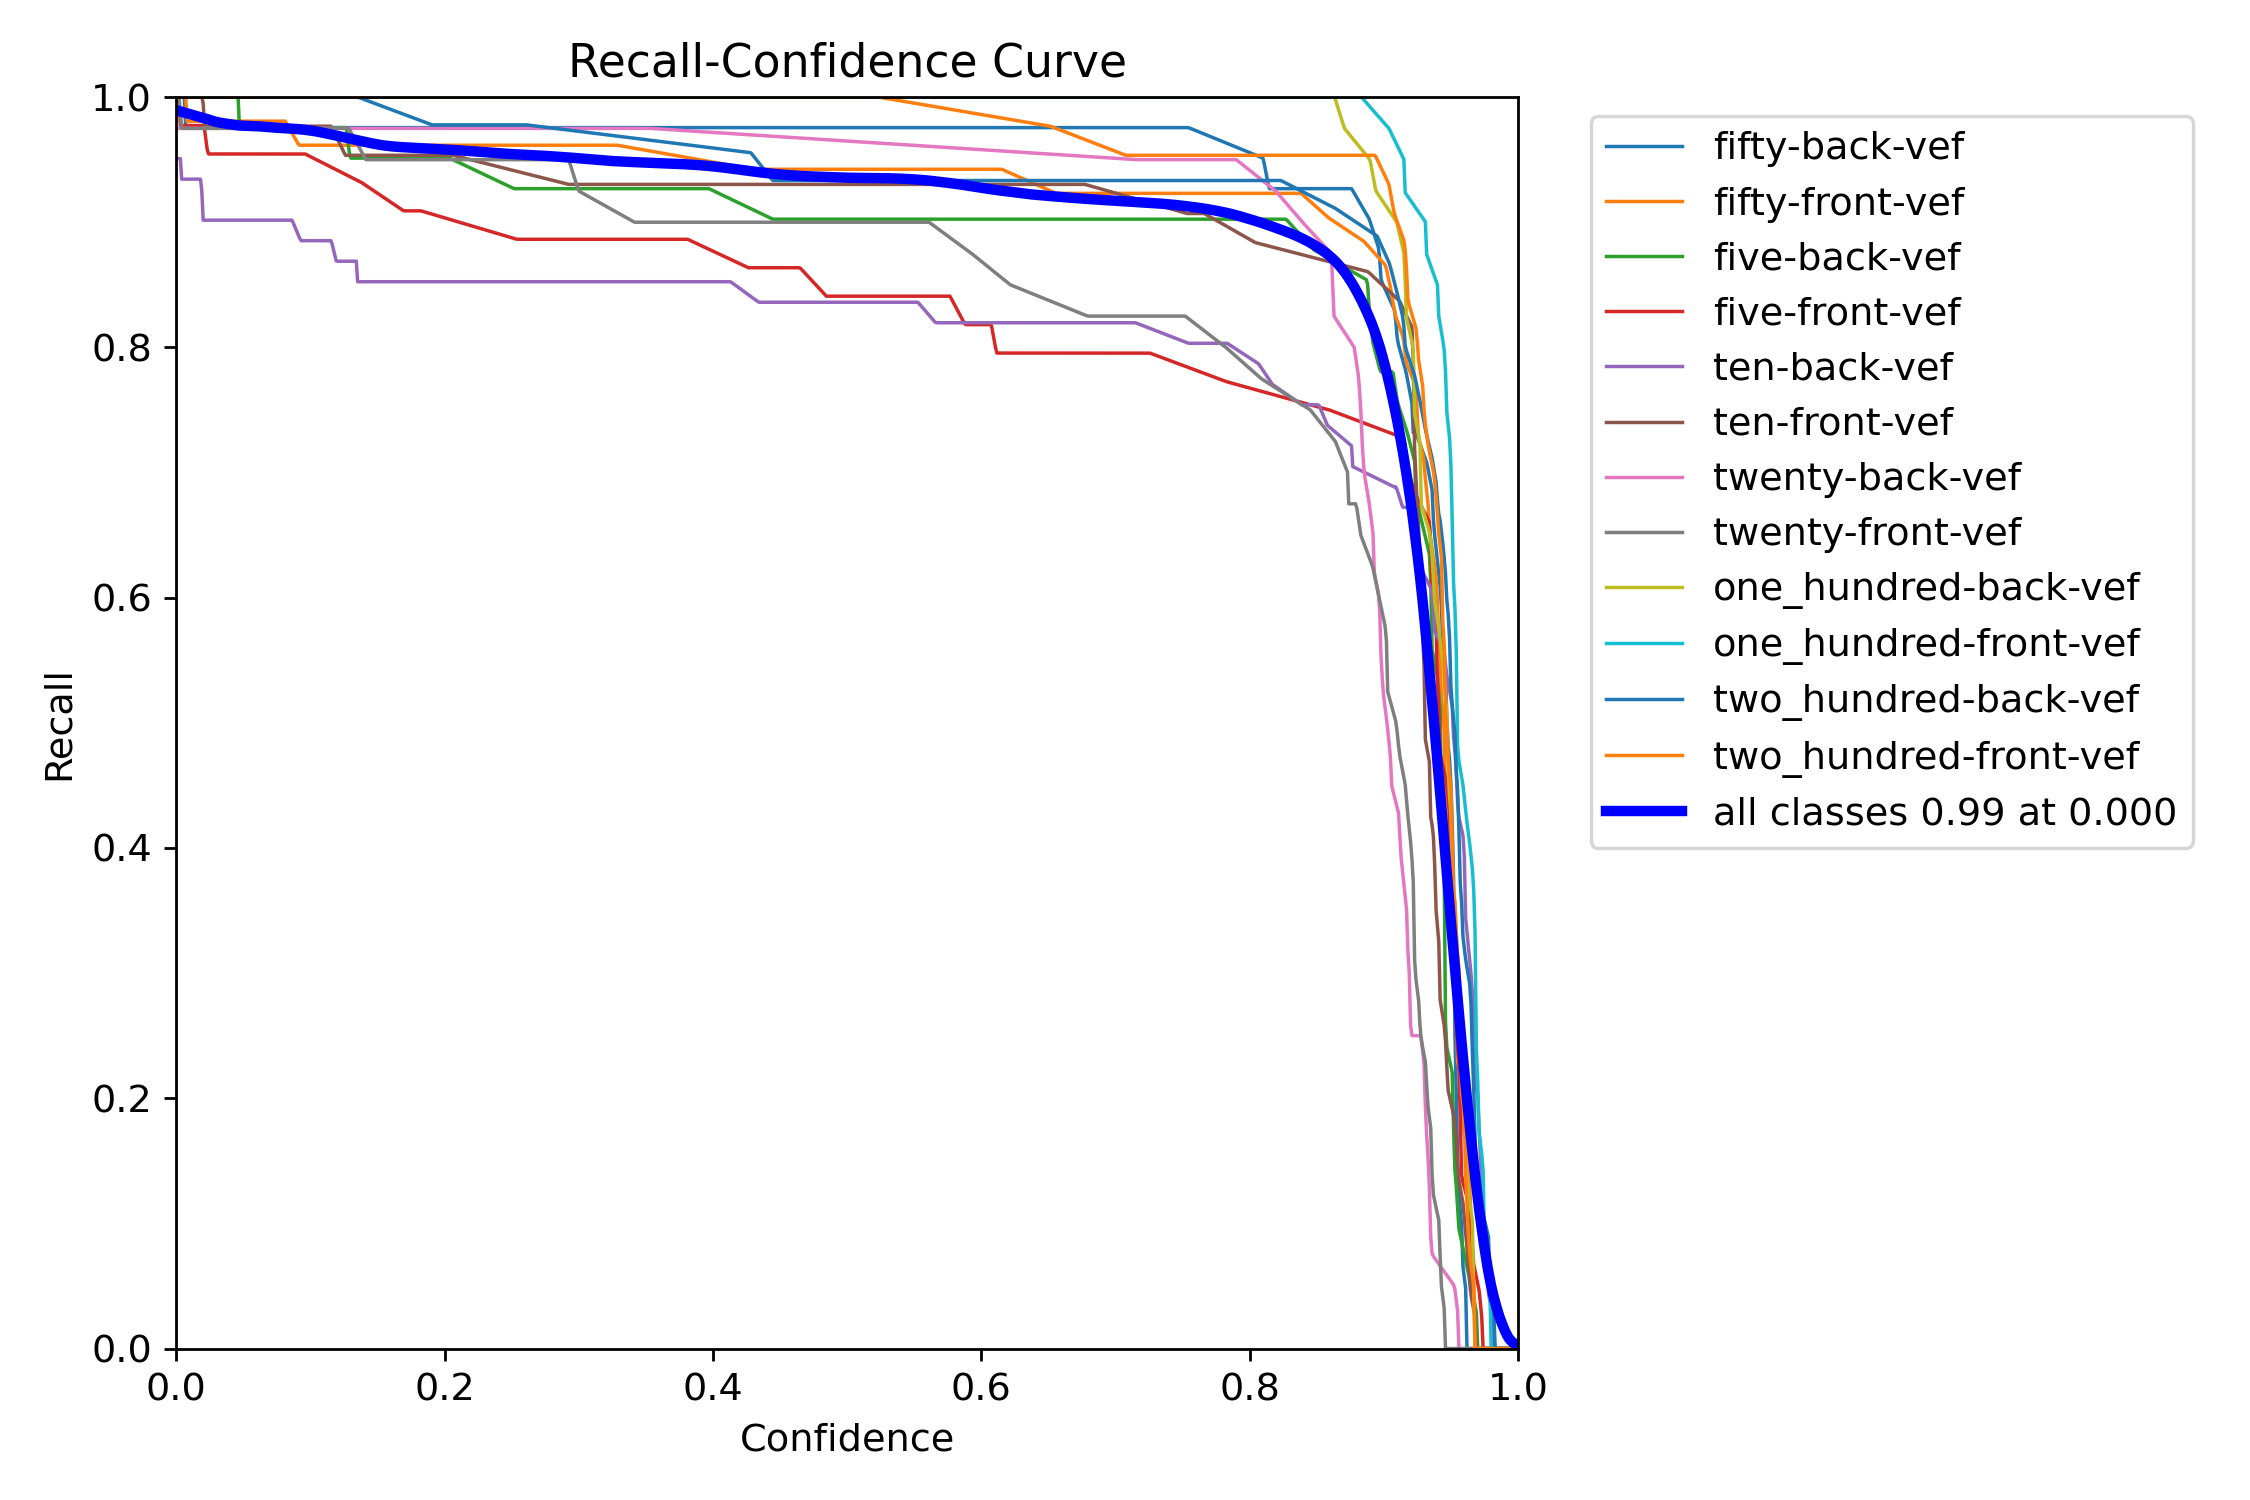 Recall-Confidence Curve
1.0
0.8
0.6
0.4
0.2
0.0
Recall
0.0 0.2 0.4 0.6 0.8 1.0
Confidence
fifty-back-vef
fifty-front-vef
five-back-vef
five-front-vef
ten-back-vef
ten-front-vef
twenty-back-vef
twenty-front-vef
one_hundred-back-vef
one_hundred-front-vef
two_hundred-back-vef
two_hundred-front-vef
all classes 0.99 at 0.000